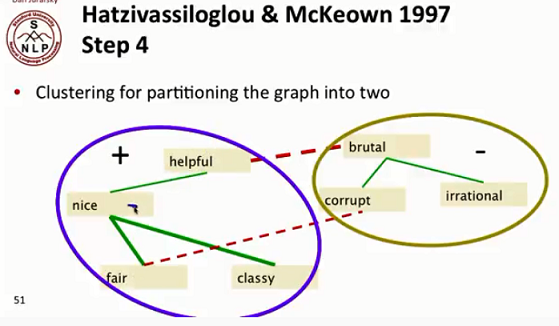 Dan Jurafsky
Hatzivassiloglou & McKeown 1997
Step 4
Stanford University
S
N L P
Natural Language Processing
• Clustering for partitioning the graph into two
+
helpful
nice
fair
classy
brutal
-
corrupt
irrational
51